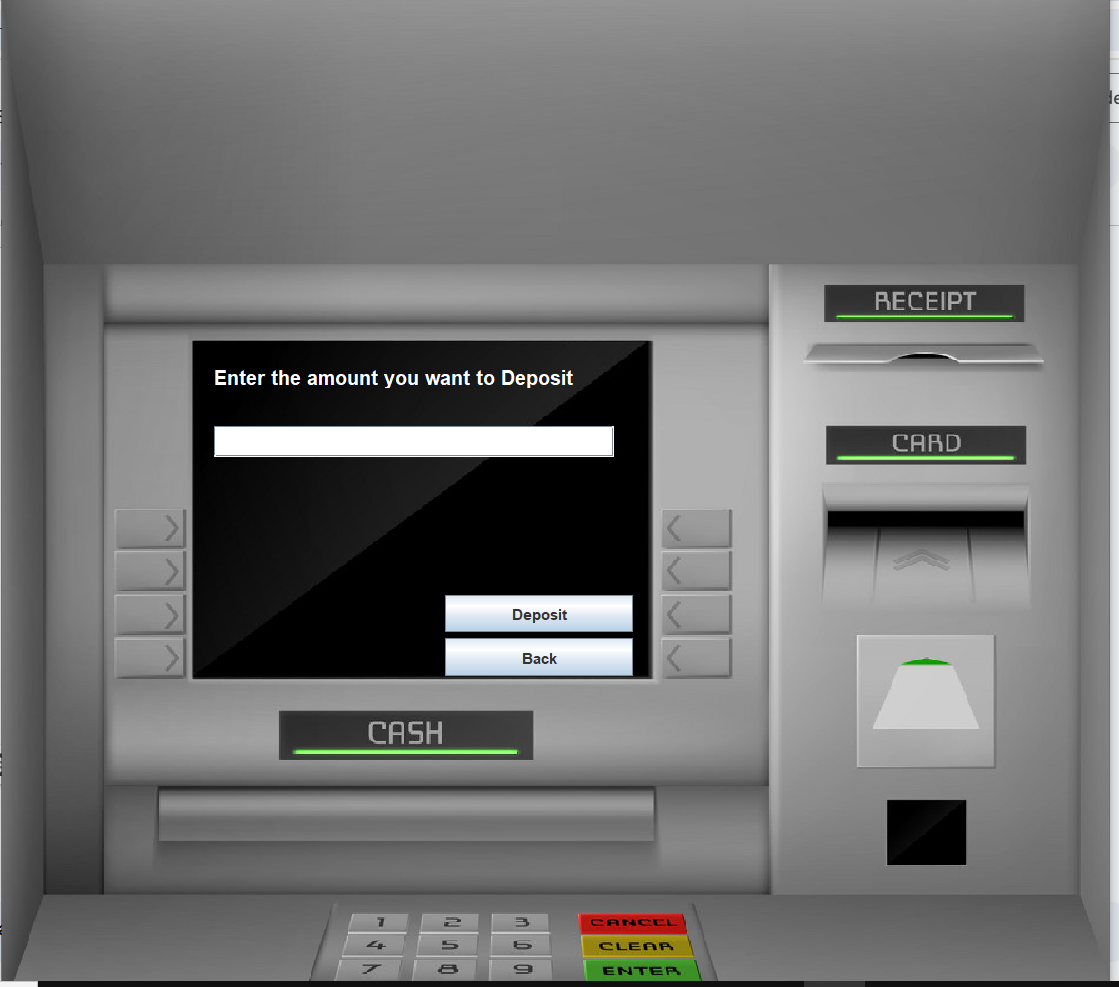 RECEIPT
Enter the amount you want to Deposit
CARD
Deposit
Back
CASH
1 2 3 CANCEL
4 5 6 CLEAR
7 8 9 ENTER